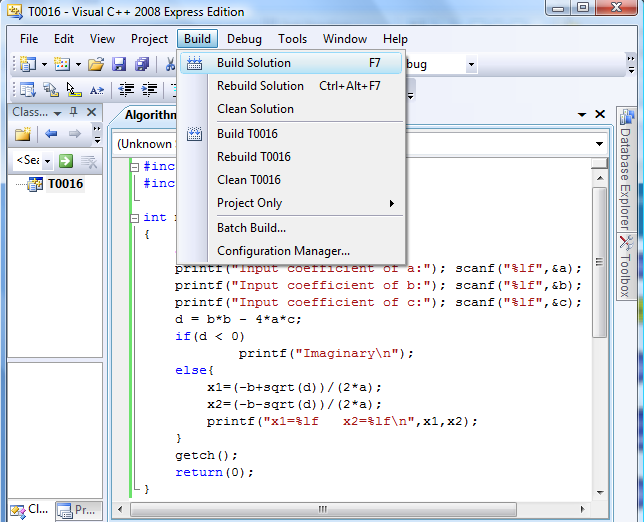 T0016 - Visual C++ 2008 Express Edition
File Edit View Project Build Debug Tools Window Help
Build Solution F7
Rebuild Solution Ctrl+Alt+F7
Clean Solution
Build T0016
Rebuild T0016
Clean T0016
Project Only
Batch Build...
Configuration Manager...
bug
Class...
<Sea
T0016
Algorithm
(Unknown
#inc
#inc
int
{
printf("Input coefficient of a:"); scanf("%lf",&a);
printf("Input coefficient of b:"); scanf("%lf",&b);
printf("Input coefficient of c:"); scanf("%lf",&c);
d = b*b - 4*a*c;
if(d < 0)
printf("Imaginary\n");
else{
x1=(-b+sqrt(d))/(2*a);
x2=(-b-sqrt(d))/(2*a);
printf("x1=%lf   x2=%lf\n",x1,x2);
}
getch();
return(0);
}
Database Explorer
Toolbox
Cl...
Pr...